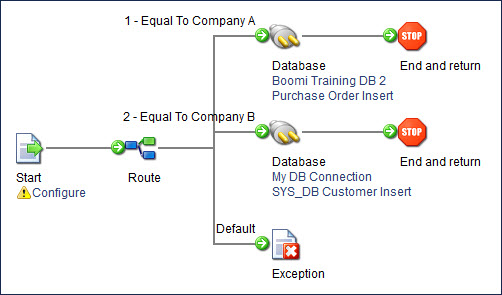 1 - Equal To Company A
STOP
Database
End and return
Boomi Training DB 2
Purchase Order Insert
2 - Equal To Company B
STOP
Start
Configure
Route
Database
End and return
My DB Connection
SYS_DB Customer Insert
Default
Exception